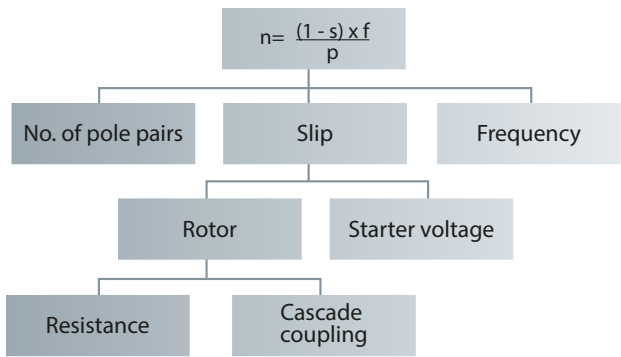 n= (1 - s) x f
p
No. of pole pairs
Slip
Frequency
Rotor
Starter voltage
Resistance
Cascade
coupling